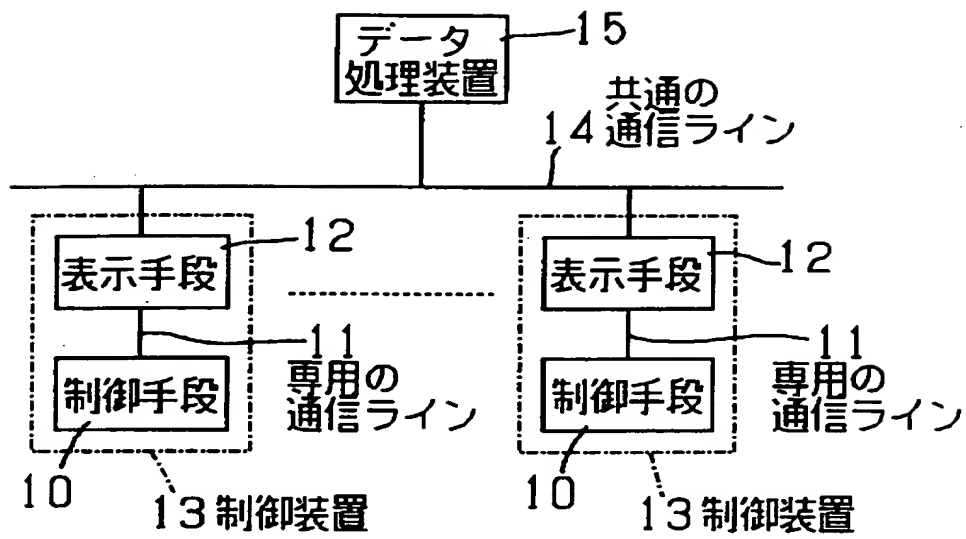 データ
処理装置
15
共通の
14 通信ライン
表示手段
12
表示手段
12
制御手段
11
専用の
通信ライン
制御手段
11
専用の
通信ライン
10
13 制御装置
10
13 制御装置